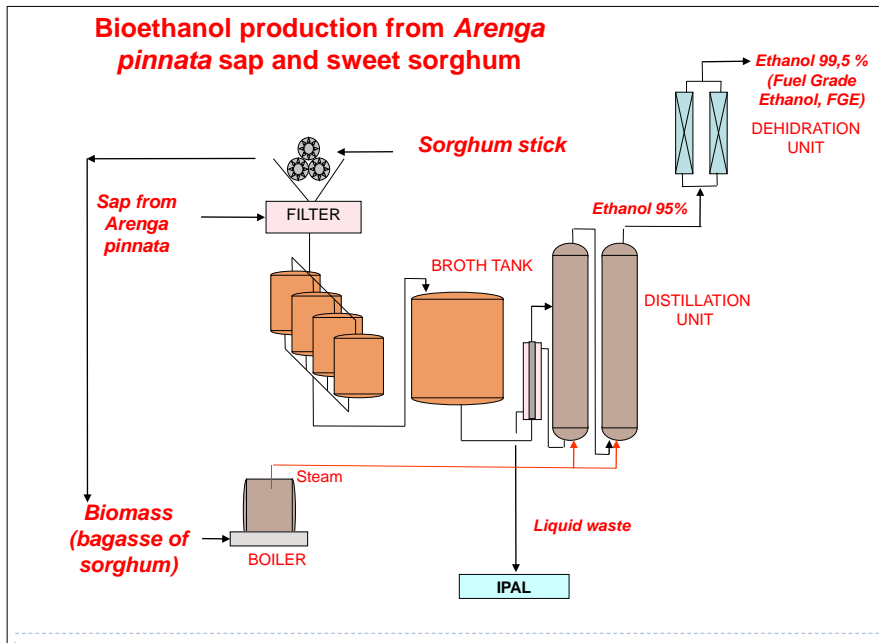 Bioethanol production from Arenga
pinnata sap and sweet sorghum
Ethanol 99,5 %
(Fuel Grade
Ethanol, FGE)
DEHIDRATION
UNIT
Sorghum stick
Sap from
Arenga
pinnata
FILTER
Ethanol 95%
BROTH TANK
DISTILLATION
UNIT
Steam
Biomass
(bagasse of
sorghum)
BOILER
Liquid waste
IPAL